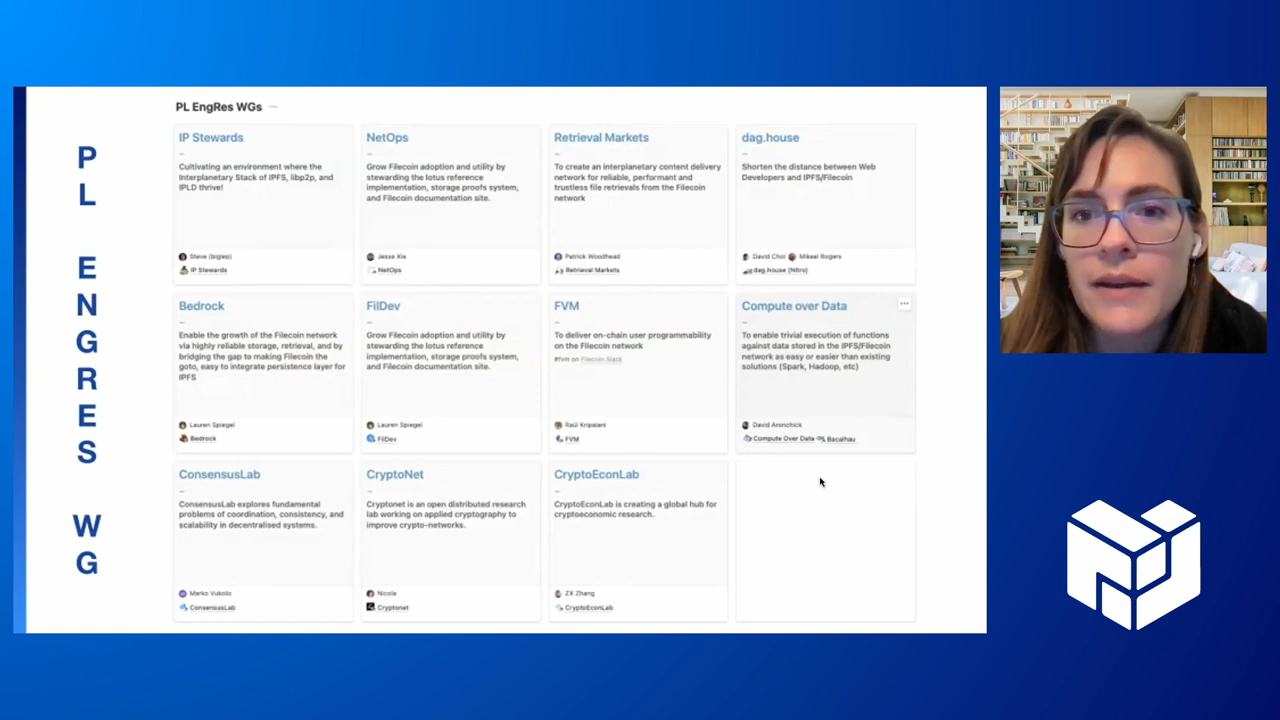 PL ENGRES WG
PL EngRes WGs
IP Stewards
Cultivating an environment where the
Interplanetary Stack of IPFS, libp2p, and
IPLD thrive!
Steve (biglep)
IP Stewards
NetOps
Grow Filecoin adoption and utility by
stewarding the lotus reference
implementation, storage proofs system,
and Filecoin documentation site.
Jesse Xie
NetOps
Retrieval Markets
To create an interplanetary content delivery
network for reliable, performant and
trustless file retrievals from the Filecoin
network
Patrick Woodhead
Retrieval Markets
dag.house
Shorten the distance between Web
Developers and IPFS/Filecoin
David Choi Mikeal Rogers
dag.house (Nitro)
Bedrock
Enable the growth of the Filecoin network
via highly reliable storage, retrieval, and by
bridging the gap to making Filecoin the
goto, easy to integrate persistence layer for
IPFS
Lauren Spiegel
Bedrock
FilDev
Grow Filecoin adoption and utility by
stewarding the lotus reference
implementation, storage proofs system,
and Filecoin documentation site.
Lauren Spiegel
FilDev
FVM
To deliver on-chain user programmability
on the Filecoin network
#fvm on Filecoin Slack
Raúl Kripalani
FVM
Compute over Data
To enable trivial execution of functions
against data stored in the IPFS/Filecoin
network as easy or easier than existing
solutions (Spark, Hadoop, etc)
David Aronchick
Compute Over Data Bacalhau
ConsensusLab
ConsensusLab explores fundamental
problems of coordination, consistency, and
scalability in decentralised systems.
Marko Vukolic
ConsensusLab
CryptoNet
Cryptonet is an open distributed research
lab working on applied cryptography to
improve crypto-networks.
Nicola
Cryptonet
CryptoEconLab
CryptoEconLab is creating a global hub for
cryptoeconomic research.
ZX Zhang
CryptoEconLab